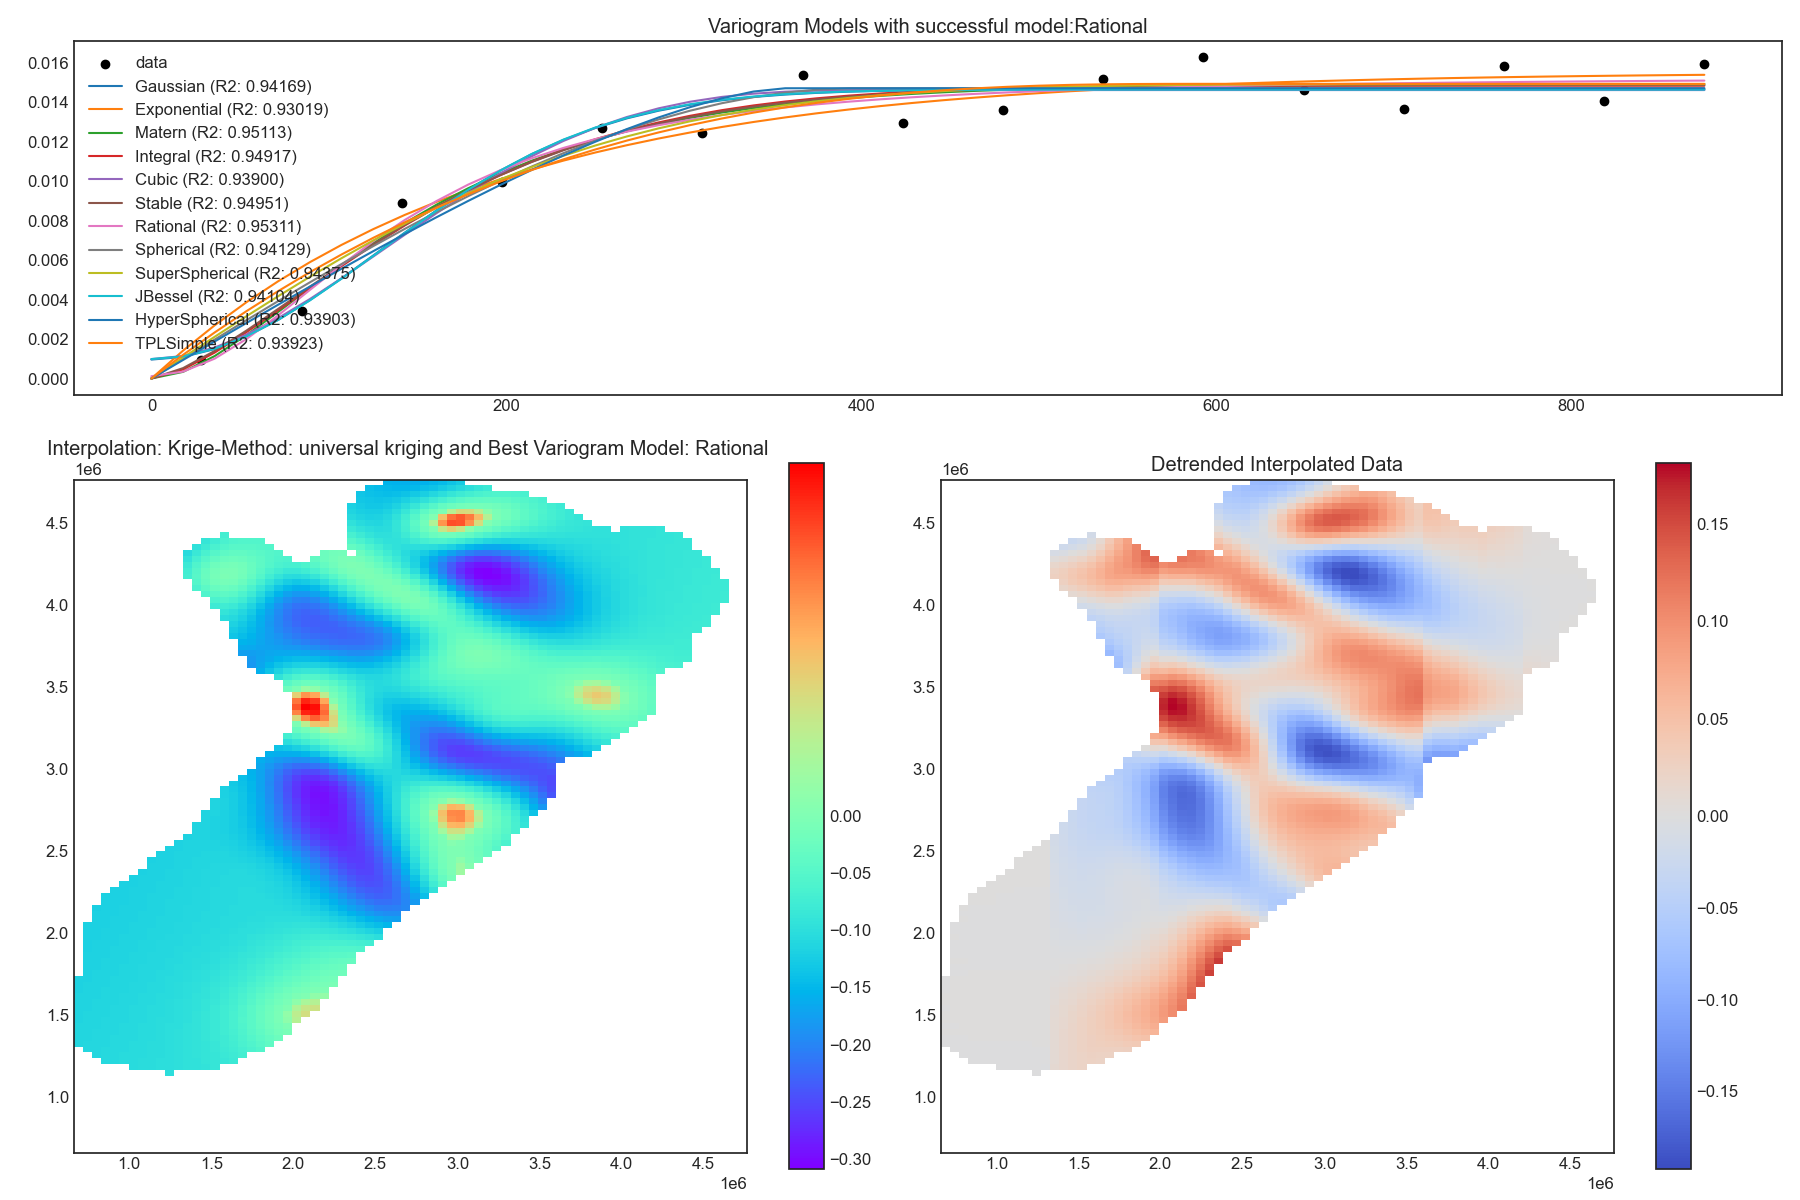 Variogram Models with successful model:Rational
0.016
0.014
0.012
0.010
0.008
0.006
0.004
0.002
0.000
data
Gaussian (R2: 0.94169)
Exponential (R2: 0.93019)
Matern (R2: 0.95113)
Integral (R2: 0.94917)
Cubic (R2: 0.93900)
Stable (R2: 0.94951)
Rational (R2: 0.95311)
Spherical (R2: 0.94129)
SuperSpherical (R2: 0.94375)
JBessel (R2: 0.94104)
HyperSpherical (R2: 0.93903)
TPLSimple (R2: 0.93923)
0 200 400 600 800
Interpolation: Krige-Method: universal kriging and Best Variogram Model: Rational
1e6
4.5
4.0
3.5
3.0
2.5
2.0
1.5
1.0
1.0 1.5 2.0 2.5 3.0 3.5 4.0 4.5
1e6
0.00
−0.05
−0.10
−0.15
−0.20
−0.25
−0.30
Detrended Interpolated Data
1e6
4.5
4.0
3.5
3.0
2.5
2.0
1.5
1.0
1.0 1.5 2.0 2.5 3.0 3.5 4.0 4.5
1e6
0.15
0.10
0.05
0.00
−0.05
−0.10
−0.15